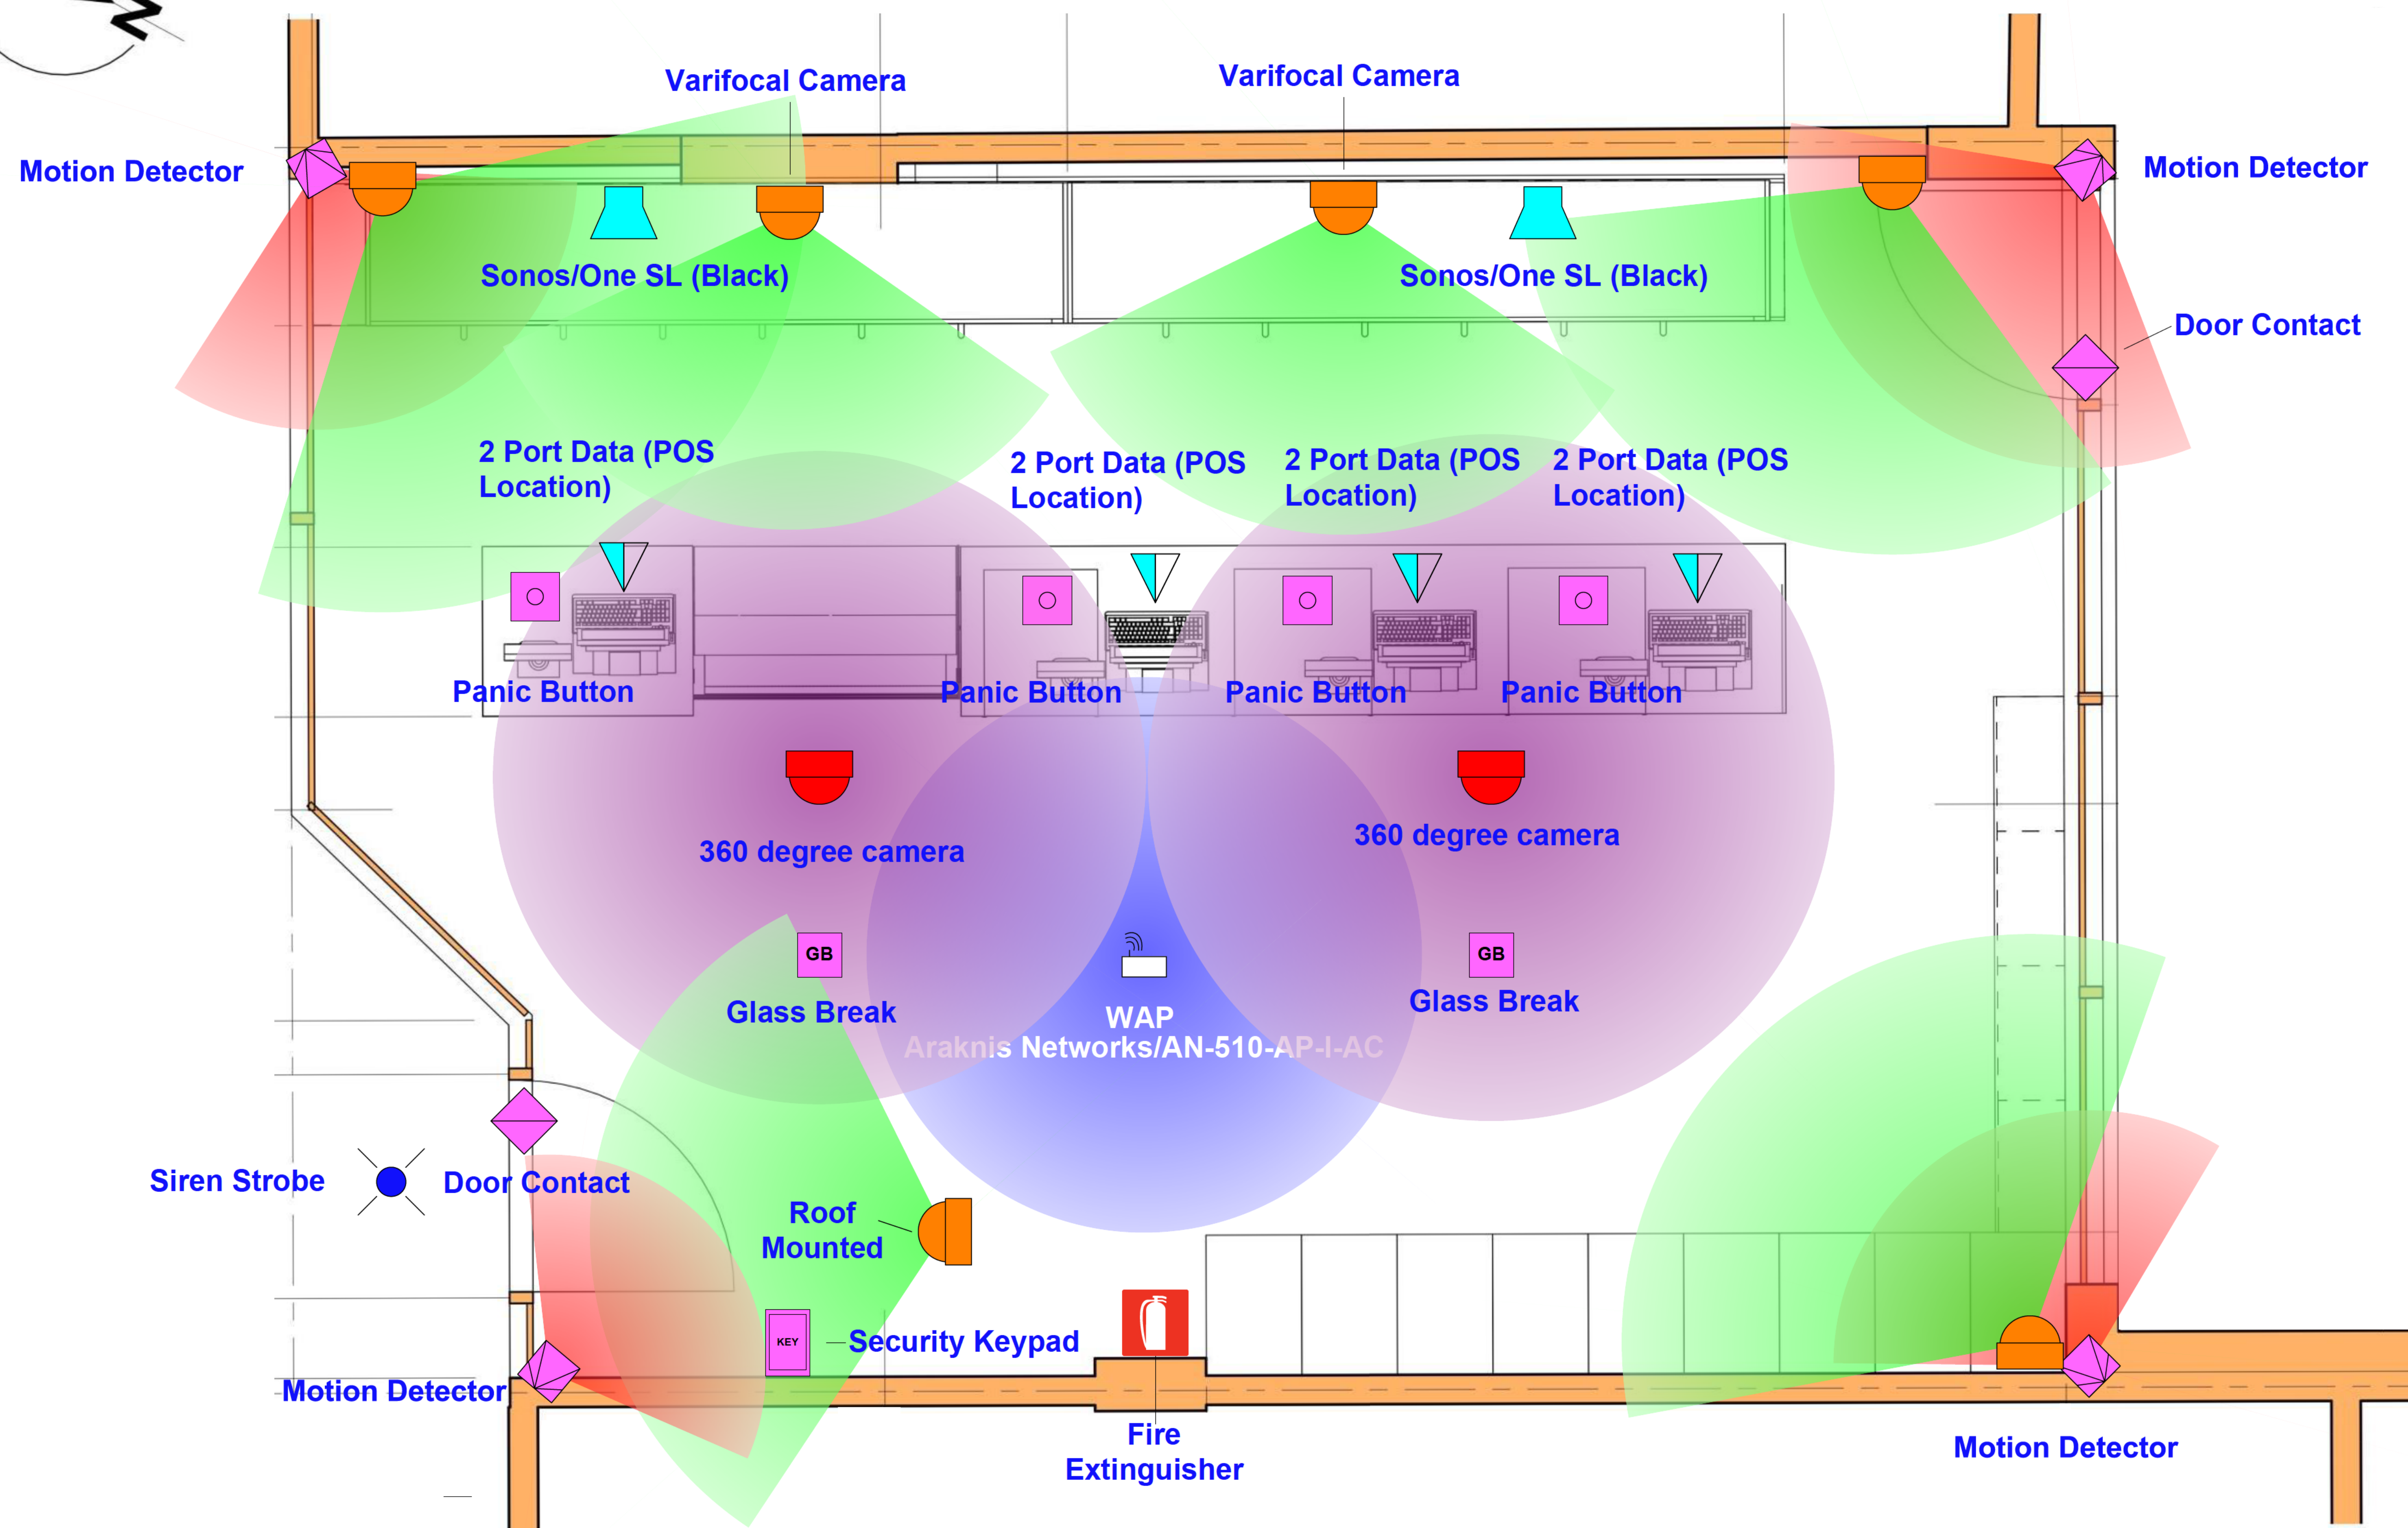 N
Varifocal Camera
Varifocal Camera
Motion Detector
Motion Detector
Sonos/One SL (Black)
Sonos/One SL (Black)
Door Contact
2 Port Data (POS
Location)
2 Port Data (POS
Location)
2 Port Data (POS
Location)
2 Port Data (POS
Location)
Panic Button
Panic Button
Panic Button
Panic Button
360 degree camera
360 degree camera
GB
GB
Glass Break
Glass Break
WAP
Araknis Networks/AN-510-AP-I-AC
Siren Strobe
Door Contact
Roof
Mounted
KEY
Security Keypad
Motion Detector
Fire
Extinguisher
Motion Detector